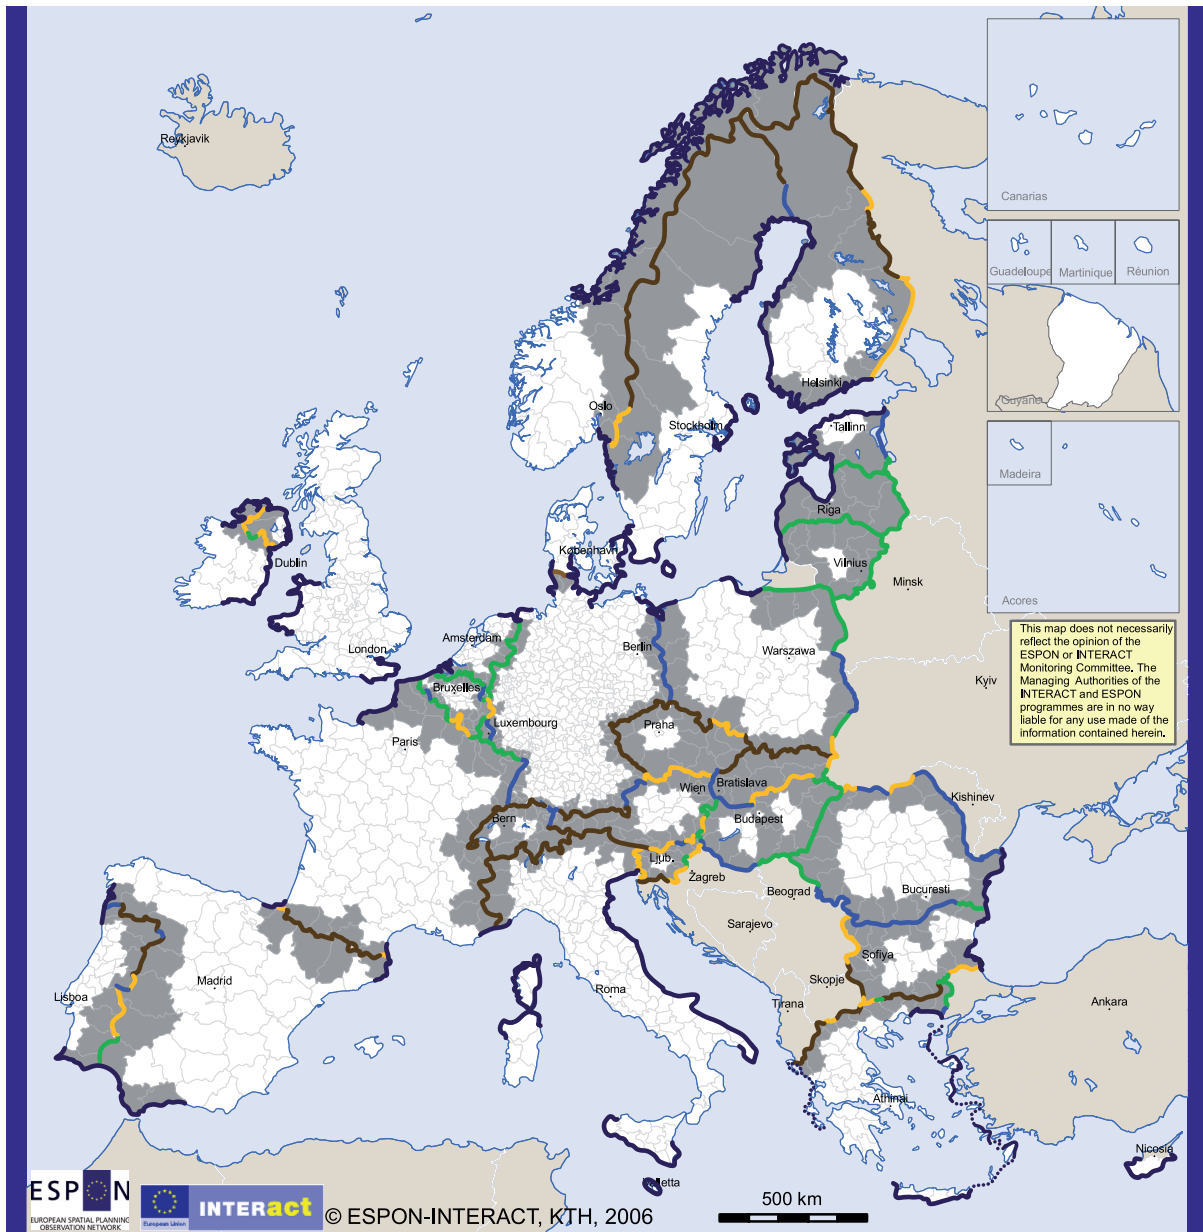 Reykjavik
Canarias
Guadeloupe
Martinique
Réunion
Guyane
Madeira
Acores
Oslo
Stockholm
Helsinki
Tallinn
Riga
Vilnius
Minsk
København
Dublin
London
Amsterdam
Berlin
Warszawa
Kyiv
Bruxelles
Luxembourg
Praha
Paris
Wien
Bratislava
Budapest
Kishinev
Bern
Ljub.
Zagreb
Beograd
Bucuresti
Sarajevo
Sofiya
Skopje
Tirana
Madrid
Lisboa
Roma
Ankara
Athinai
Nicosia
Valletta
This map does not necessarily
reflect the opinion of the
ESPON or INTERACT
Monitoring Committee. The
Managing Authorities of the
INTERACT and ESPON
programmes are in no way
liable for any use made of the
information contained herein.
ESPON
EUROPEAN SPATIAL PLANNING
OBSERVATION NETWORK
European Union
INTERact
© ESPON-INTERACT, KTH, 2006
500 km